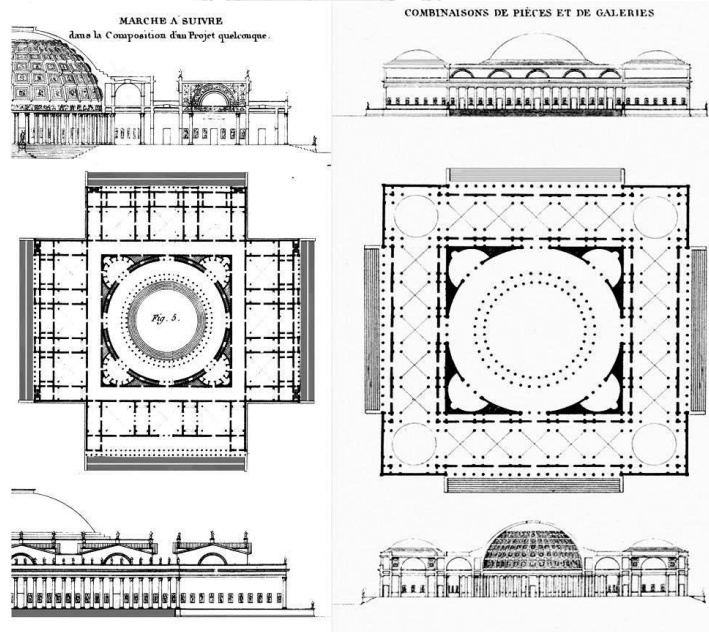 MARCHE A SUIVRE
dans la Composition d'un Projet quelconque.
COMBINAISONS DE PIÈCES ET DE GALERIES
Fig. 5.